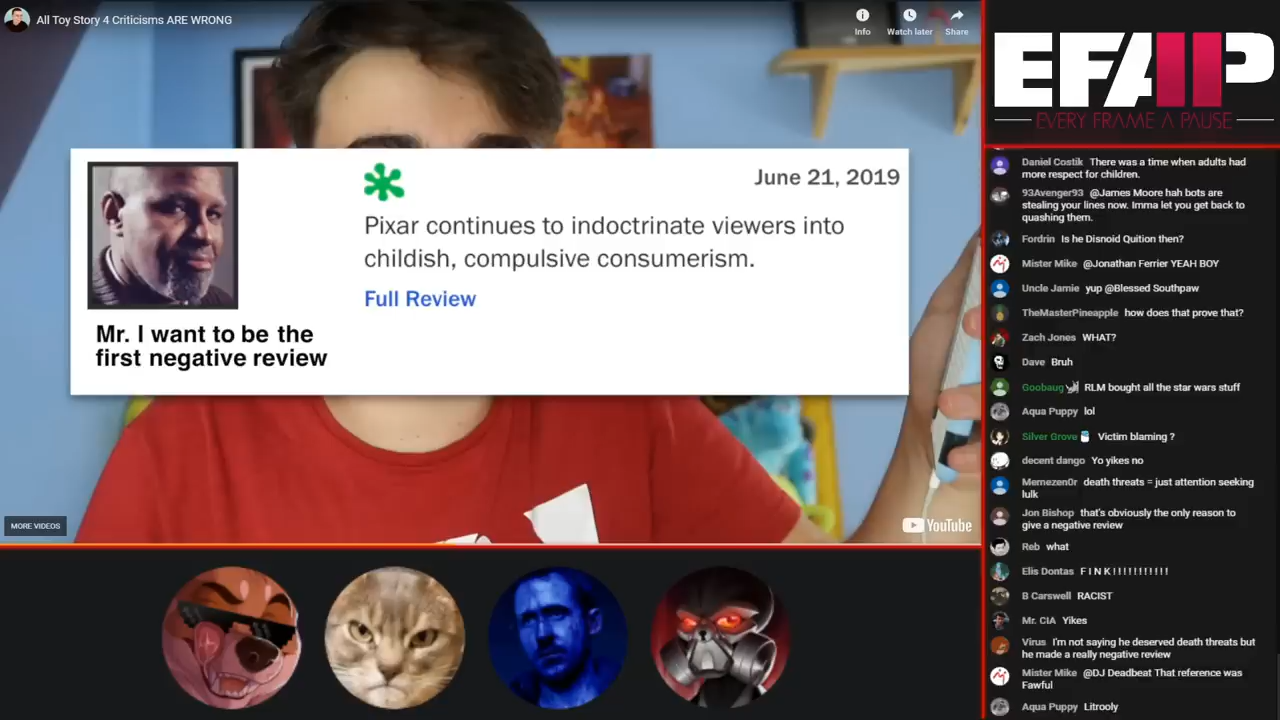 All Toy Story 4 Criticisms ARE WRONG
Info
Watch later
Share
June 21, 2019
Pixar continues to indoctrinate viewers into
childish, compulsive consumerism.
Full Review
Mr. I want to be the
first negative review
MORE VIDEOS
YouTube
EFAP
EVERY FRAME A PAUSE
Daniel Costik There was a time when adults had
more respect for children.
93Avenger93 @James Moore hah bots are
stealing your lines now. Imma let you get back to
quashing them.
Fordrin Is he Disnoid Quition then?
Mister Mike @Jonathan Ferrier YEAH BOY
Uncle Jamie yup @Blessed Southpaw
TheMasterPineapple how does that prove that?
Zach Jones WHAT?
Dave Bruh
Goobaug RLM bought all the star wars stuff
Aqua Puppy lol
Silver Grove Victim blaming ?
decent dango Yo yikes no
Memezen0r death threats = just attention seeking
lulk
Jon Bishop that's obviously the only reason to
give a negative review
Reb what
Elis Dontas F I N K ! ! ! ! ! ! ! ! ! ! !
B Carswell RACIST
Mr. CIA Yikes
Virus I'm not saying he deserved death threats but
he made a really negative review
Mister Mike @DJ Deadbeat That reference was
Fawful
Aqua Puppy Litrooly